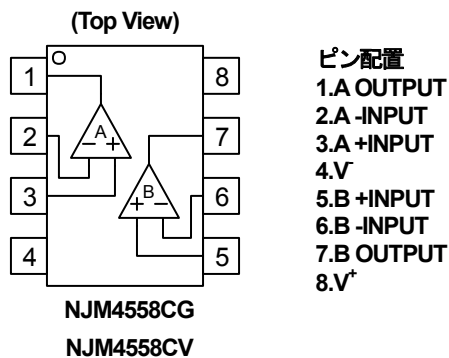 (Top View)
1
2
3
4
8
7
6
5
A
- +
B
+ -
NJM4558CG
NJM4558CV
ピン配置
1.A OUTPUT
2.A -INPUT
3.A +INPUT
4.V⁻
5.B +INPUT
6.B -INPUT
7.B OUTPUT
8.V⁺